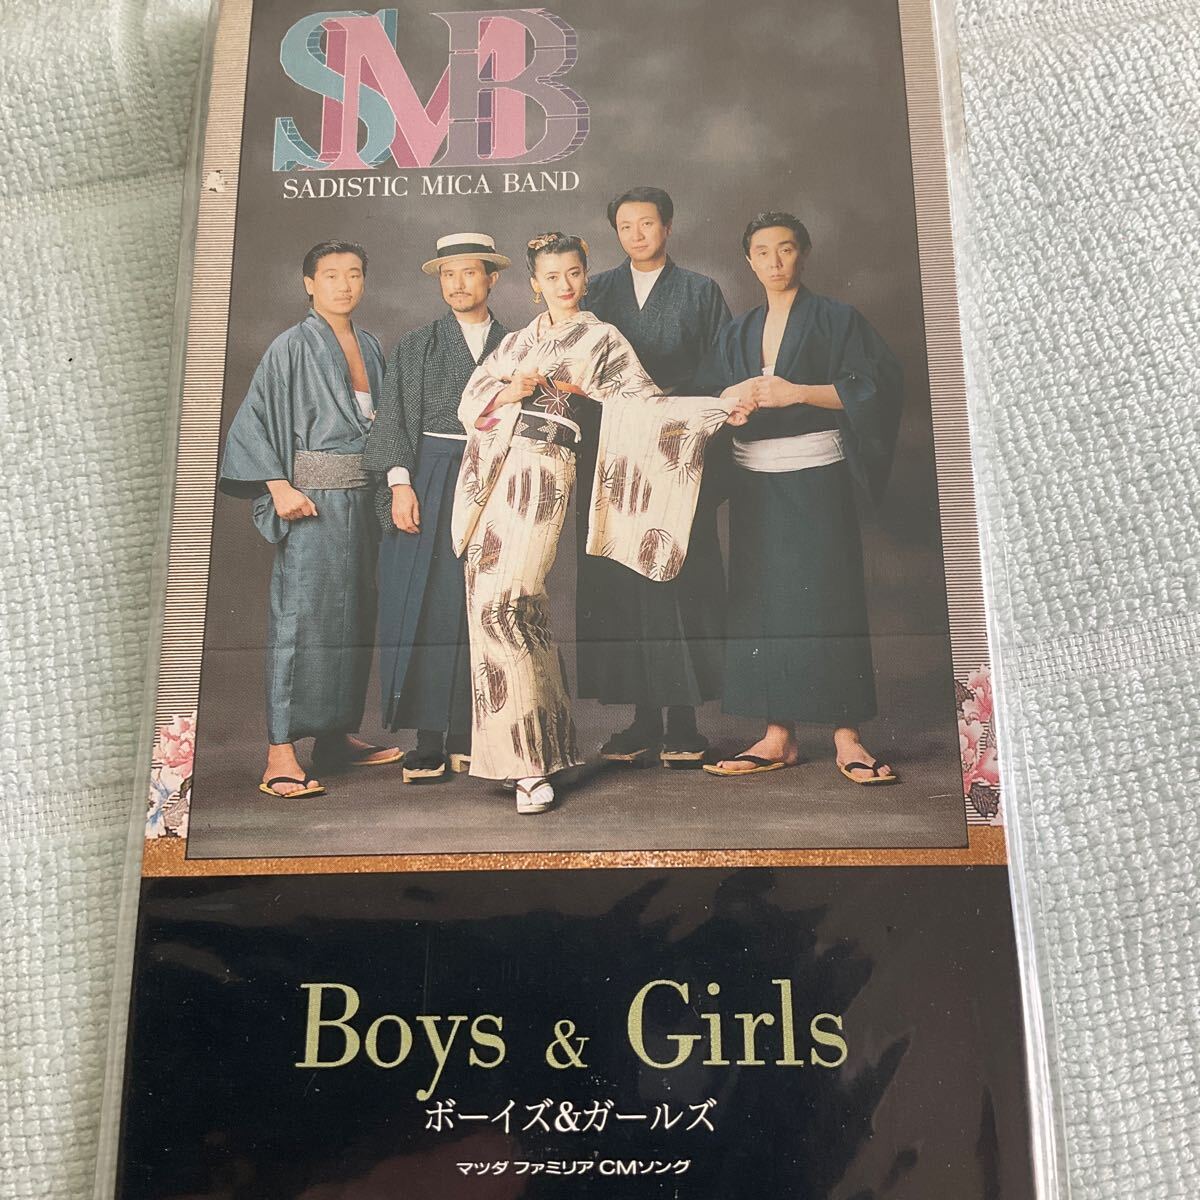 SMB
SADISTIC MICA BAND
Boys & Girls
ボーイズ&ガールズ
マツダ ファミリア CMソング